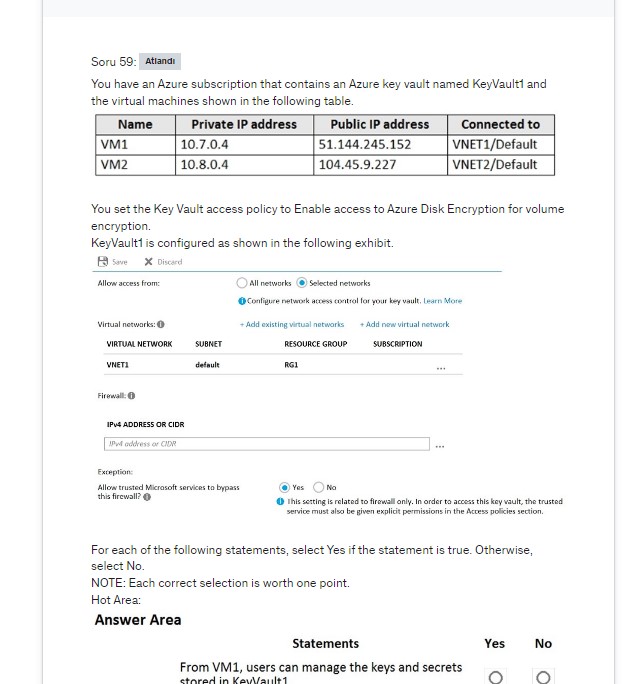 Soru 59: Atlandı
You have an Azure subscription that contains an Azure key vault named KeyVault1 and
the virtual machines shown in the following table.
Name Private IP address Public IP address Connected to
VM1 10.7.0.4 51.144.245.152 VNET1/Default
VM2 10.8.0.4 104.45.9.227 VNET2/Default
You set the Key Vault access policy to Enable access to Azure Disk Encryption for volume
encryption.
KeyVault1 is configured as shown in the following exhibit.
Save Discard
Allow access from: All networks Selected networks
Configure network access control for your key vault. Learn More
Virtual networks: + Add existing virtual networks + Add new virtual network
VIRTUAL NETWORK SUBNET RESOURCE GROUP SUBSCRIPTION
VNET1 default RG1 ...
Firewall:
IPv4 ADDRESS OR CIDR
IPv4 address or CIDR ...
Exception:
Allow trusted Microsoft services to bypass Yes No
this firewall? This setting is related to firewall only. In order to access this key vault, the trusted
service must also be given explicit permissions in the Access policies section.
For each of the following statements, select Yes if the statement is true. Otherwise,
select No.
NOTE: Each correct selection is worth one point.
Hot Area:
Answer Area
Statements Yes No
From VM1, users can manage the keys and secrets
stored in KeyVault1